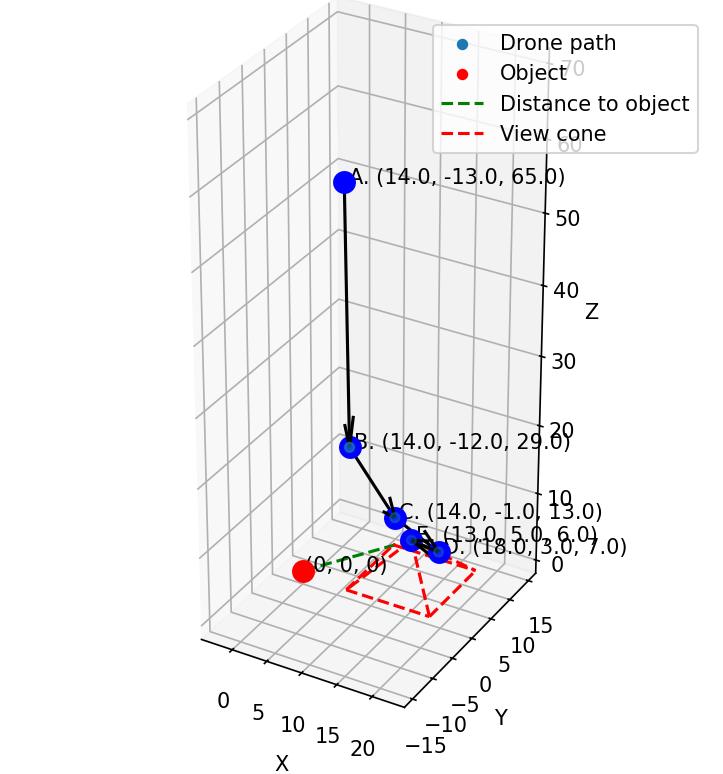 Drone path
Object
Distance to object
View cone
70
60
50
40
30
20
10
0
Z
A. (14.0, -13.0, 65.0)
B. (14.0, -12.0, 29.0)
C. (14.0, -1.0, 13.0)
E. (13.0, 5.0, 6.0)
D. (18.0, 3.0, 7.0)
(0, 0, 0)
15
10
5
0
−5
−10
−15
Y
0
5
10
15
20
X